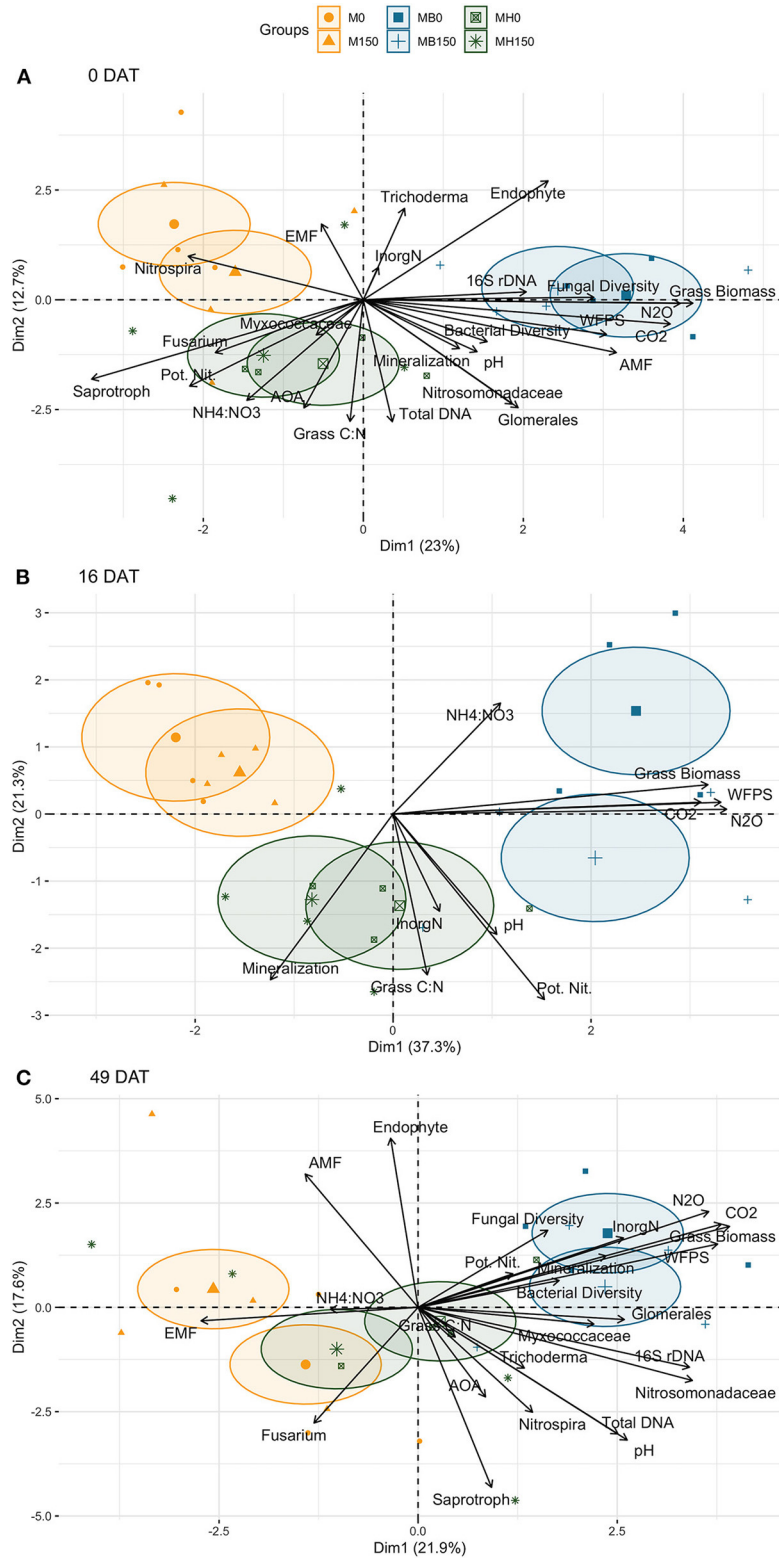 Groups
M0
MB0
MH0
M150
MB150
MH150
A
0 DAT
Endophyte
Trichoderma
EMF
InorgN
Nitrospira
16S rDNA
Fungal Diversity
Grass Biomass
N2O
Myxococcaceae
WFPS
Bacterial Diversity
CO2
Fusarium
Mineralization
pH
AMF
Pot. Nit.
Saprotroph
Nitrosomonadaceae
NH4:NO3
AOA
Grass C:N
Total DNA
Glomerales
2.5
0.0
-2.5
Dim2 (12.7%)
-2
0
2
4
Dim1 (23%)
B
16 DAT
NH4:NO3
Grass Biomass
WFPS
CO2
N2O
InorgN
pH
Mineralization
Grass C:N
Pot. Nit.
3
2
1
0
-1
-2
-3
Dim2 (21.3%)
-2
0
2
Dim1 (37.3%)
C
49 DAT
Endophyte
AMF
N2O
Fungal Diversity
InorgN
CO2
Grass Biomass
Pot. Nit.
Mineralization
WFPS
Bacterial Diversity
NH4:NO3
Glomerales
EMF
Grass C:N
Myxococcaceae
Trichoderma
16S rDNA
AOA
Nitrosomonadaceae
Fusarium
Nitrospira
Total DNA
pH
Saprotroph
5.0
2.5
0.0
-2.5
-5.0
Dim2 (17.6%)
-2.5
0.0
2.5
Dim1 (21.9%)